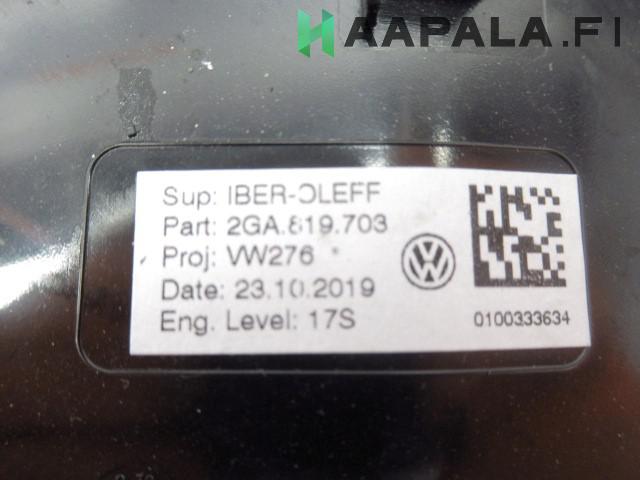 HAAPALA.FI
Sup: IBER-OLEFF
Part: 2GA.819.703
Proj: VW276
Date: 23.10.2019
Eng. Level: 17S
0100333634